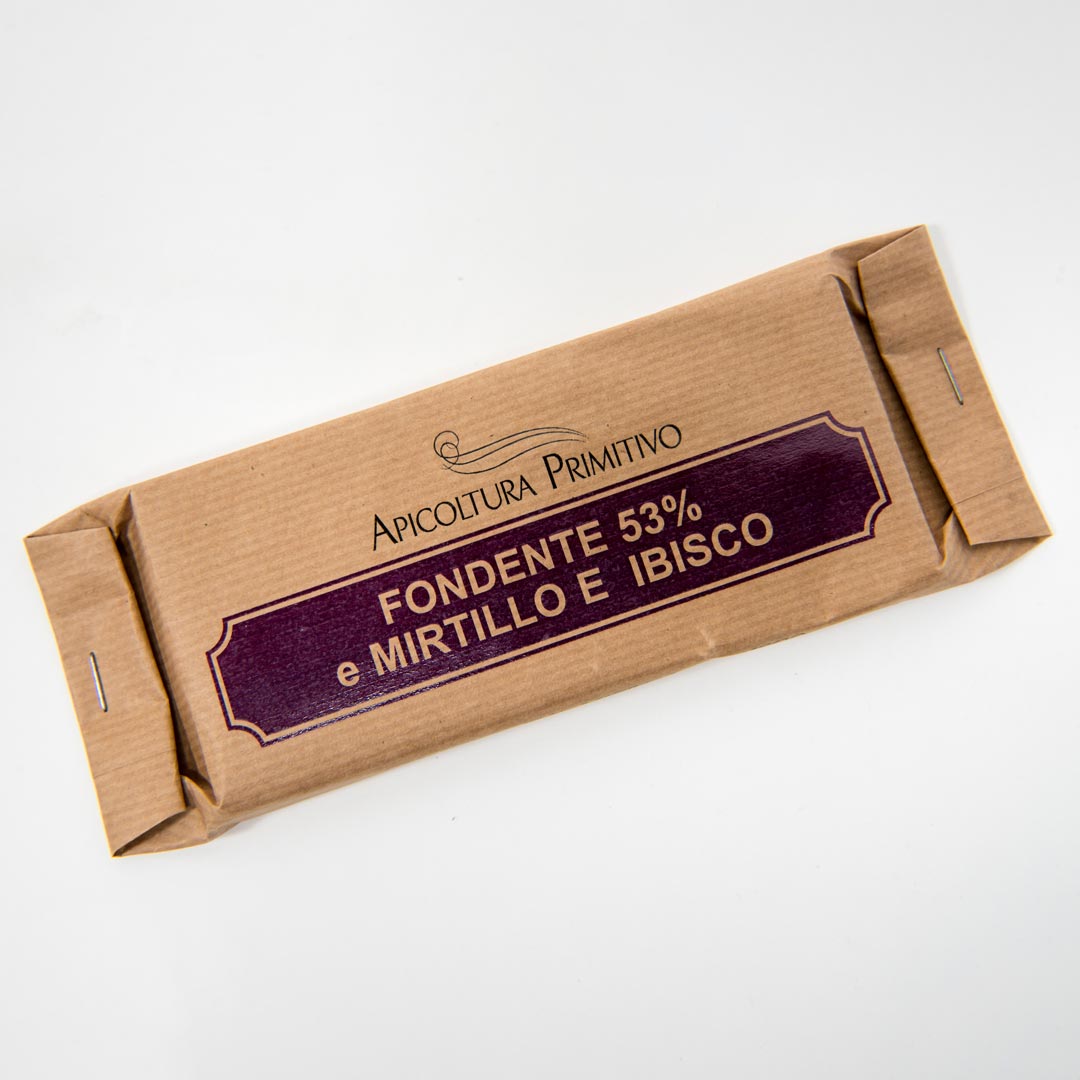 APICOLTURA PRIMITIVO
FONDENTE 53%
e MIRTILLO E IBISCO